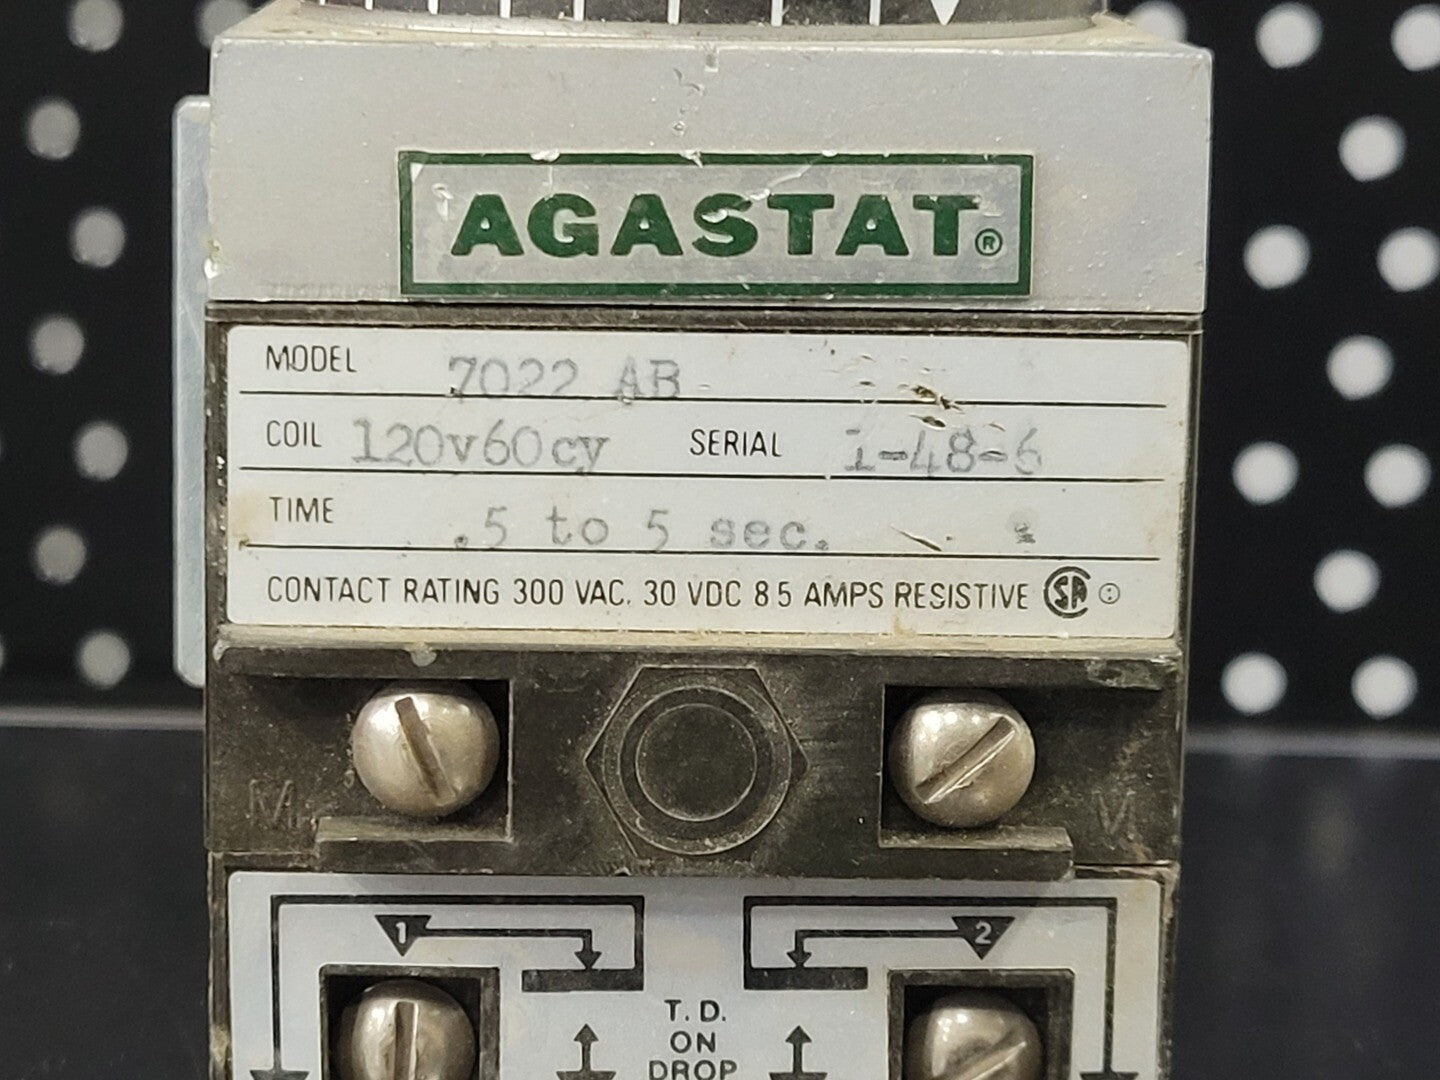 AGASTAT®
MODEL 7022 AB
COIL 120v60cy SERIAL 1-48-6
TIME .5 to 5 sec.
CONTACT RATING 300 VAC. 30 VDC 8 5 AMPS RESISTIVE SA
M V
1 2
T. D.
ON
DROP